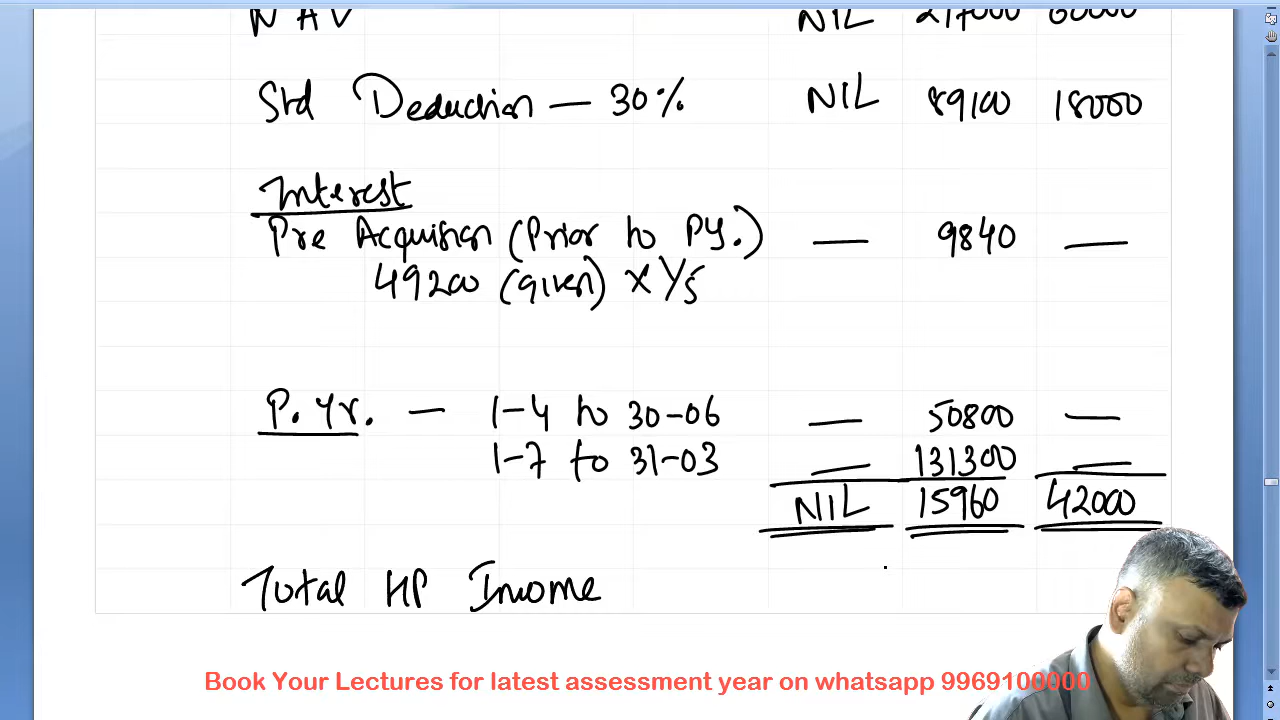 N A V NIL 60000
Std Deduction — 30% NIL 89100 18000
Interest
Pre Acquisition (Prior to PY.) — 9840 —
49200 (given) x 1/5
P. Yr. — 1-4 to 30-06 — 50800 —
1-7 to 31-03 — 131300 —
NIL 15960 42000
Total HP Income
Book Your Lectures for latest assessment year on whatsapp 9969100000